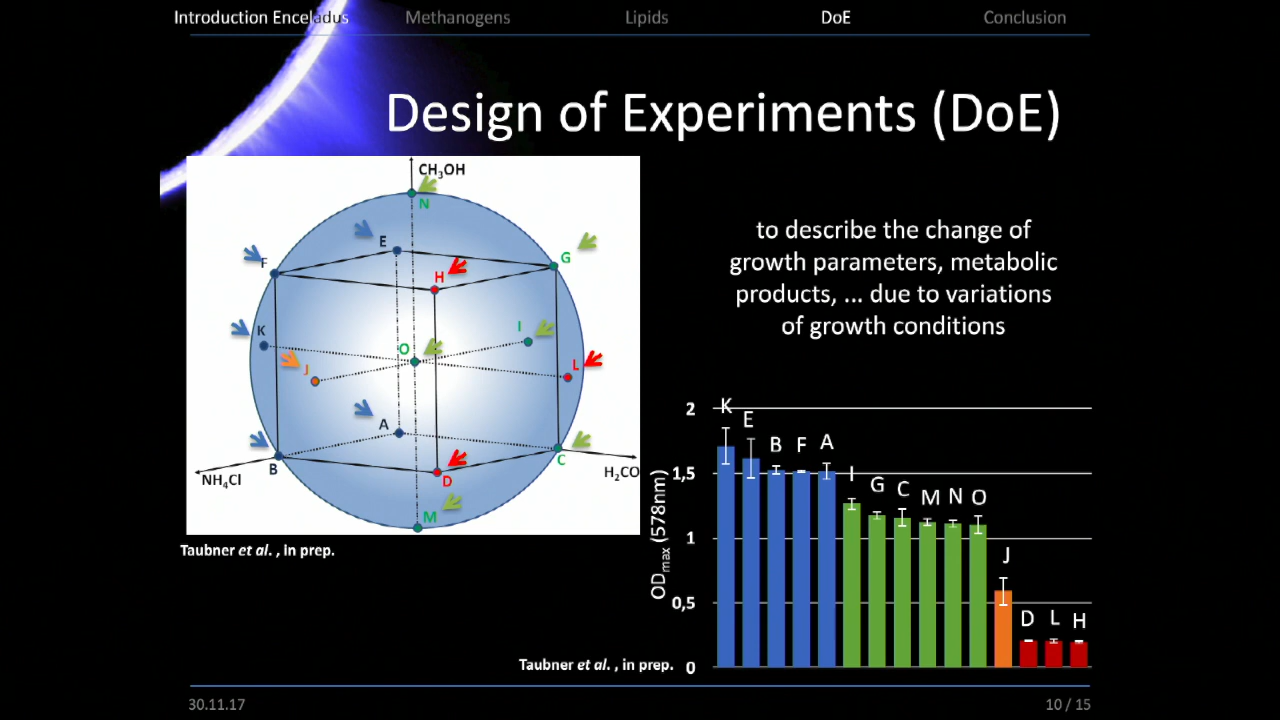 Introduction Enceladus Methanogens Lipids DoE Conclusion
Design of Experiments (DoE)
CH3OH
N
E
G
F
H
K
I
O
L
J
A
B
C
D
H2CO
NH4Cl
M
Taubner et al. , in prep.
to describe the change of
growth parameters, metabolic
products, ... due to variations
of growth conditions
ODmax (578nm)
2
1,5
1
0,5
0
K E B F A I G C M N O J D L H
Taubner et al. , in prep.
30.11.17
10 / 15